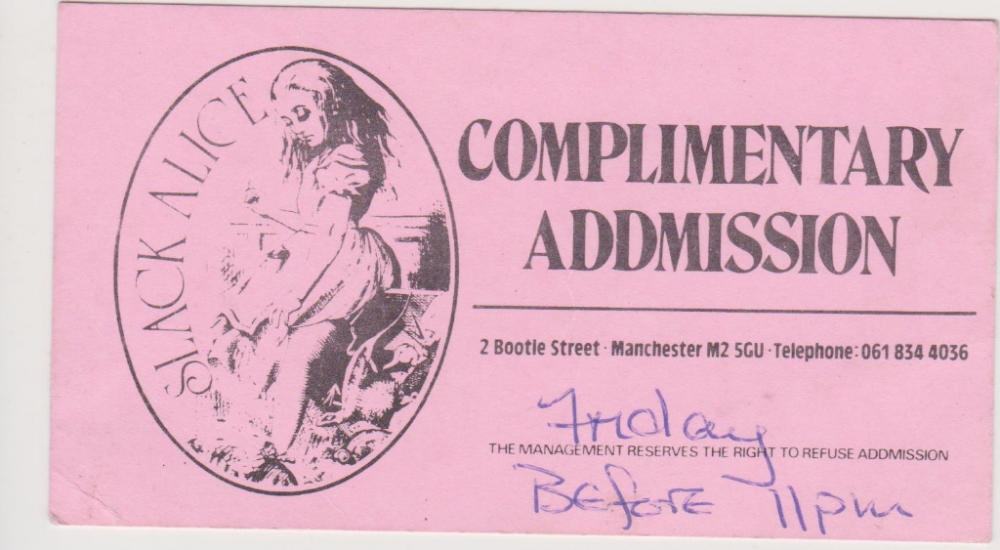 SLACK ALICE
COMPLIMENTARY
ADDMISSION
2 Bootle Street · Manchester M2 5GU · Telephone: 061 834 4036
Friday
THE MANAGEMENT RESERVES THE RIGHT TO REFUSE ADDMISSION
Before 11pm